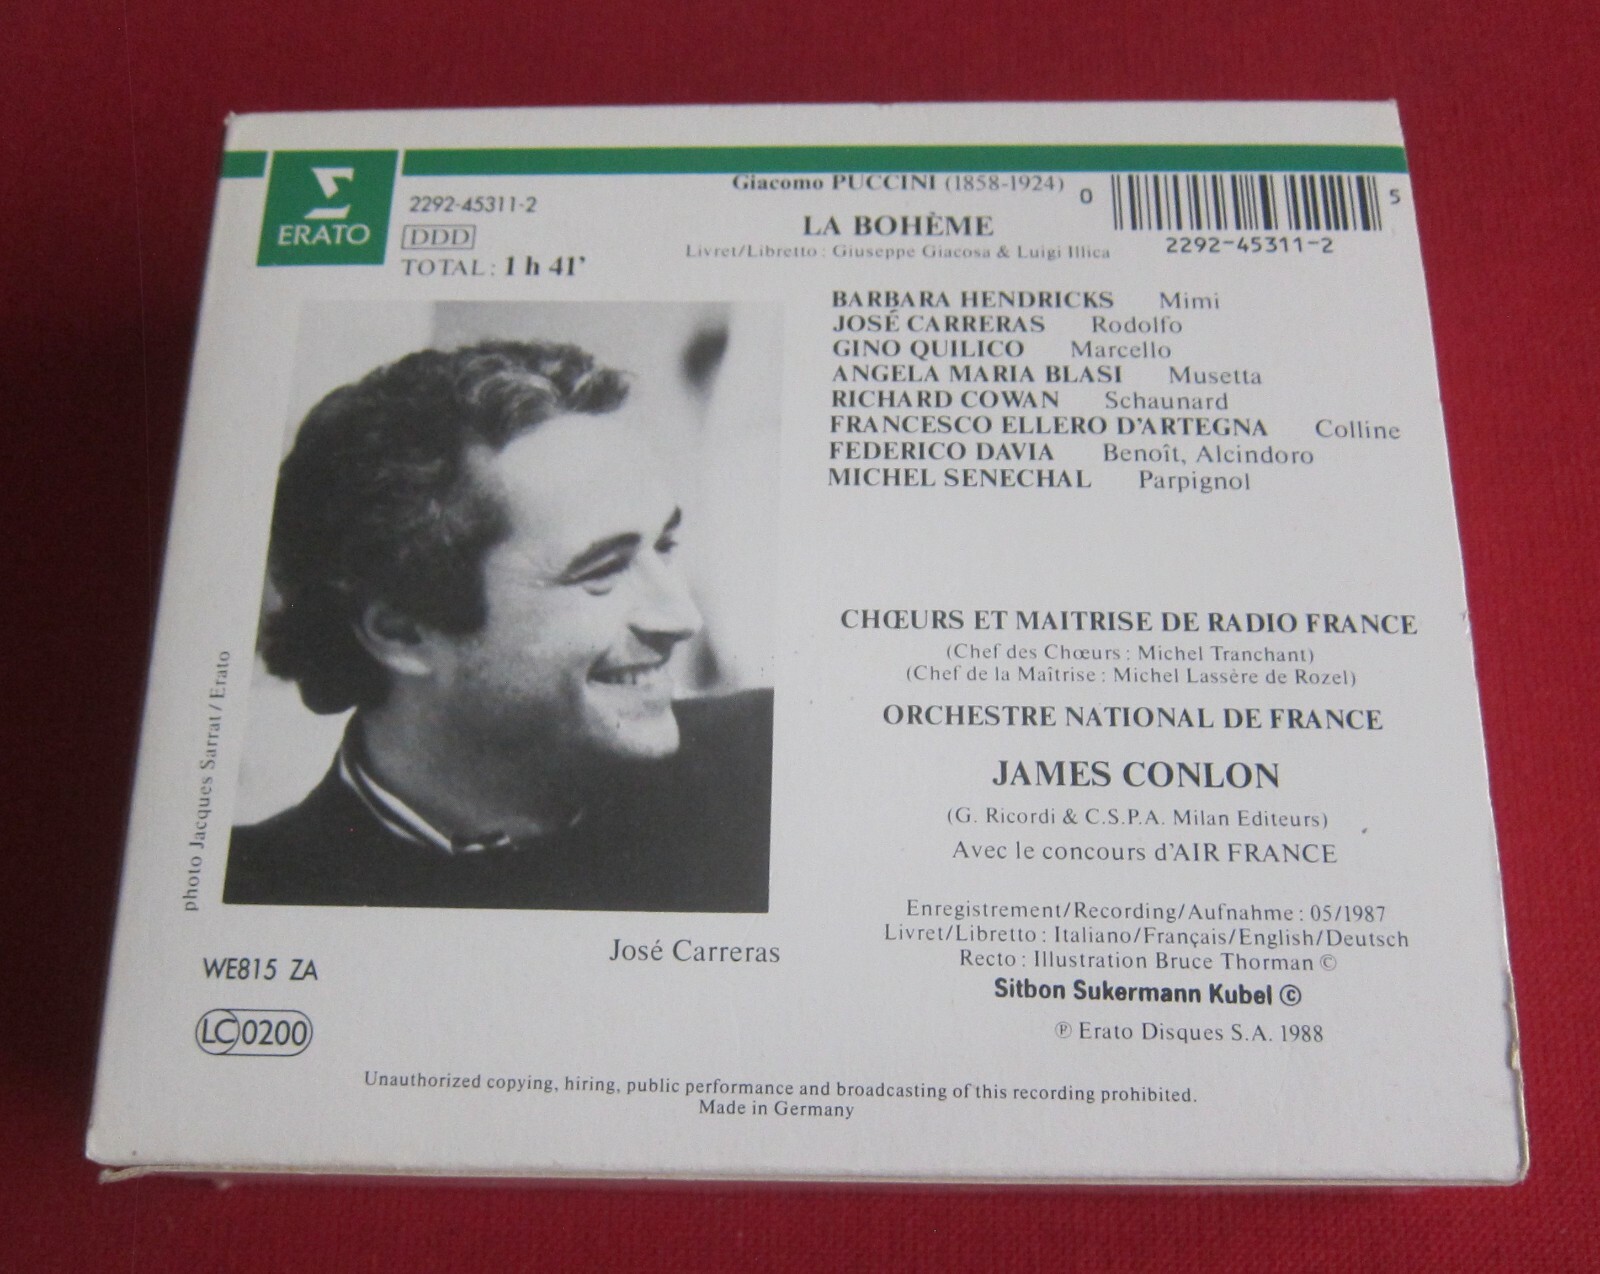 ERATO
2292-45311-2
DDD
TOTAL: 1 h 41'
Giacomo PUCCINI (1858-1924)
LA BOHÈME
Livret/Libretto : Giuseppe Giacosa & Luigi Illica
0 5
2292-45311-2
BARBARA HENDRICKS Mimi
JOSÉ CARRERAS Rodolfo
GINO QUILICO Marcello
ANGELA MARIA BLASI Musetta
RICHARD COWAN Schaunard
FRANCESCO ELLERO D'ARTEGNA Colline
FEDERICO DAVIA Benoît, Alcindoro
MICHEL SENECHAL Parpignol
CHŒURS ET MAITRISE DE RADIO FRANCE
(Chef des Chœurs : Michel Tranchant)
(Chef de la Maîtrise : Michel Lassère de Rozel)
ORCHESTRE NATIONAL DE FRANCE
JAMES CONLON
(G. Ricordi & C.S.P.A. Milan Editeurs)
Avec le concours d'AIR FRANCE
Enregistrement/Recording/Aufnahme : 05/1987
Livret/Libretto : Italiano/Français/English/Deutsch
Recto : Illustration Bruce Thorman ©
Sitbon Sukermann Kubel ©
℗ Erato Disques S.A. 1988
photo Jacques Sarrat / Erato
José Carreras
WE815 ZA
LC 0200
Unauthorized copying, hiring, public performance and broadcasting of this recording prohibited.
Made in Germany